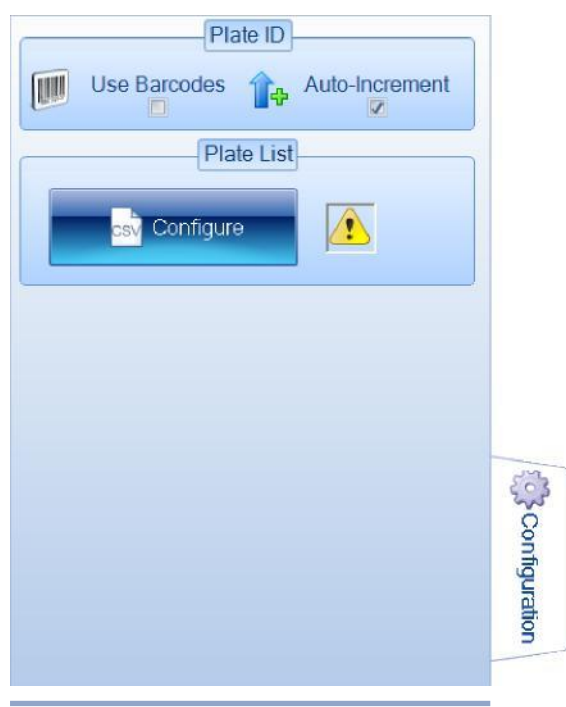 Plate ID
Use Barcodes Auto-Increment
Plate List
CSV Configure
Configuration